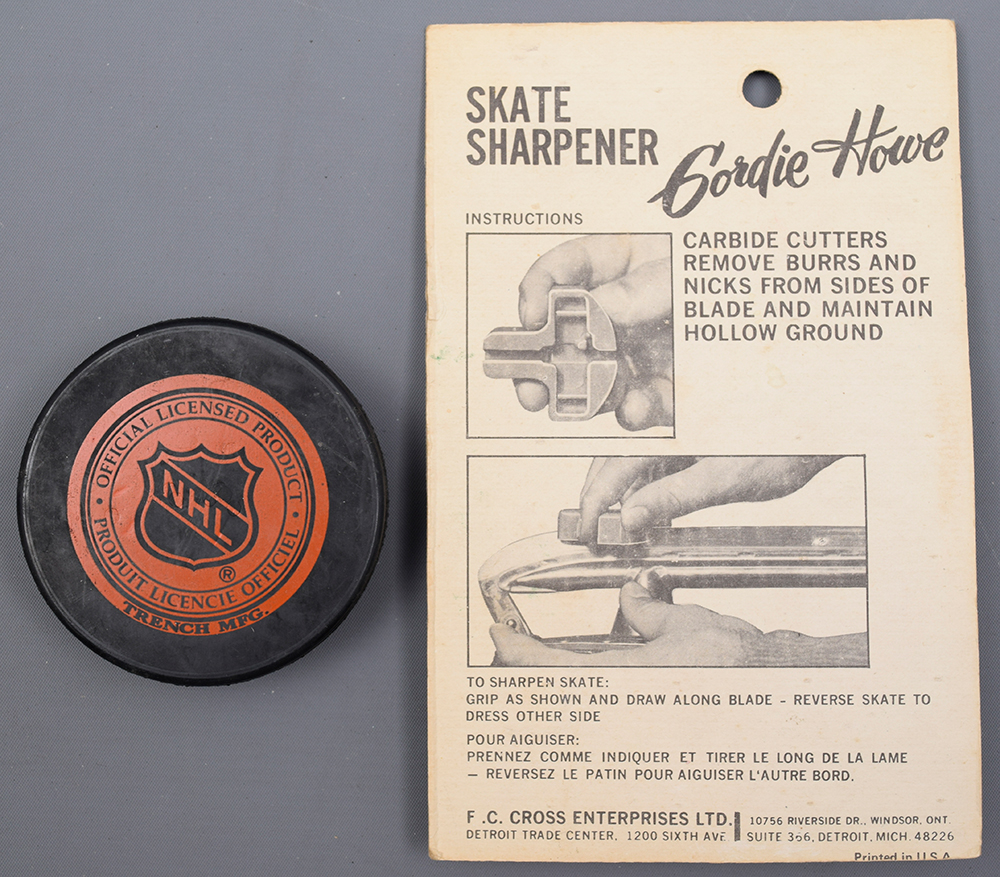 OFFICIAL LICENSED PRODUCT
NHL
®
• PRODUIT LICENCIE OFFICIEL •
TRENCH MFG.
SKATE
SHARPENER
Gordie Howe
INSTRUCTIONS
CARBIDE CUTTERS
REMOVE BURRS AND
NICKS FROM SIDES OF
BLADE AND MAINTAIN
HOLLOW GROUND
TO SHARPEN SKATE:
GRIP AS SHOWN AND DRAW ALONG BLADE - REVERSE SKATE TO
DRESS OTHER SIDE
POUR AIGUISER:
PRENNEZ COMME INDIQUER ET TIRER LE LONG DE LA LAME
— REVERSEZ LE PATIN POUR AIGUISER L'AUTRE BORD.
F.C. CROSS ENTERPRISES LTD. 10756 RIVERSIDE DR., WINDSOR, ONT.
DETROIT TRADE CENTER, 1200 SIXTH AVE. SUITE 366, DETROIT, MICH. 48226
Printed in U S A